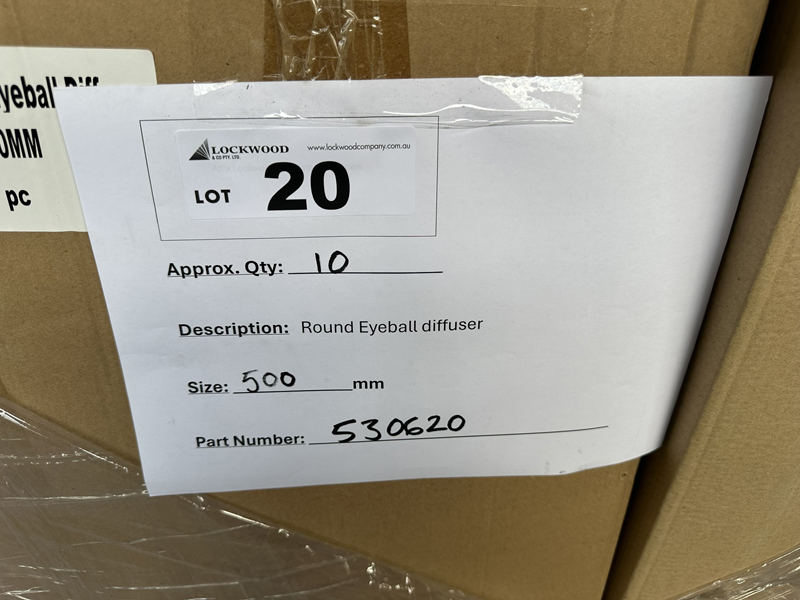 0MM
pc
LOCKWOOD www.lockwoodcompany.com.au
& CO PTY. LTD.
LOT 20
Approx. Qty: 10
Description: Round Eyeball diffuser
Size: 500 mm
Part Number: 530620